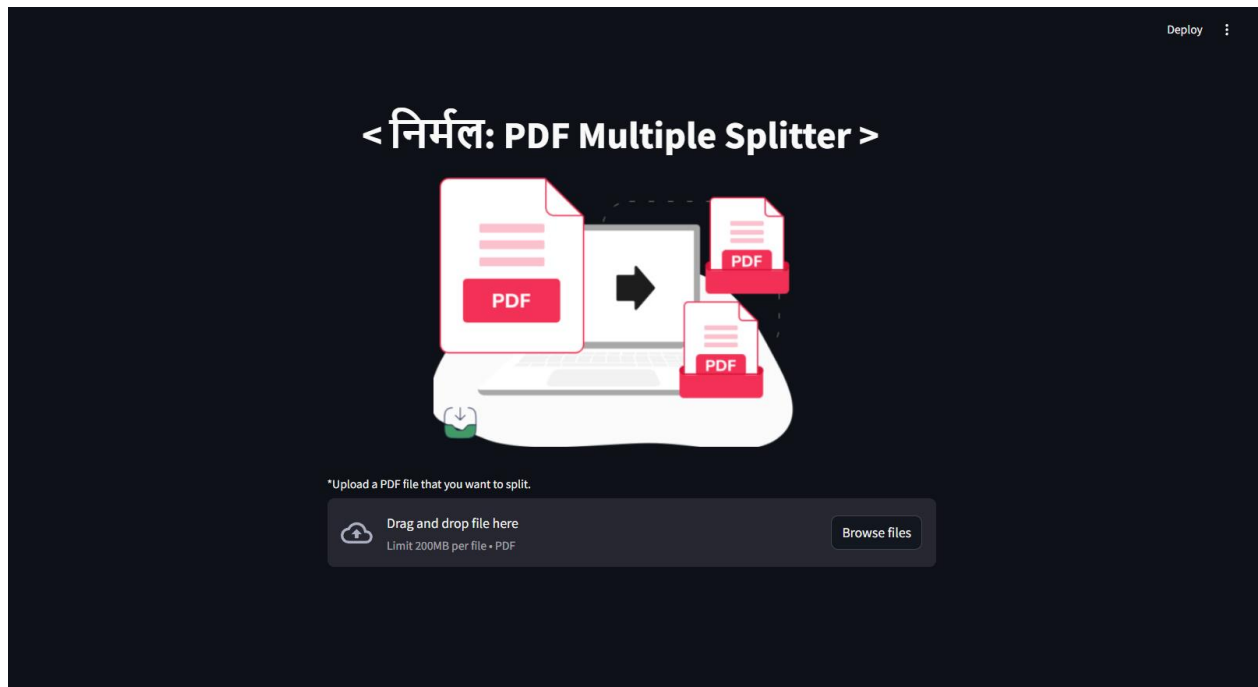 Deploy
< निर्मल: PDF Multiple Splitter >
PDF
PDF
PDF
*Upload a PDF file that you want to split.
Drag and drop file here
Limit 200MB per file • PDF
Browse files